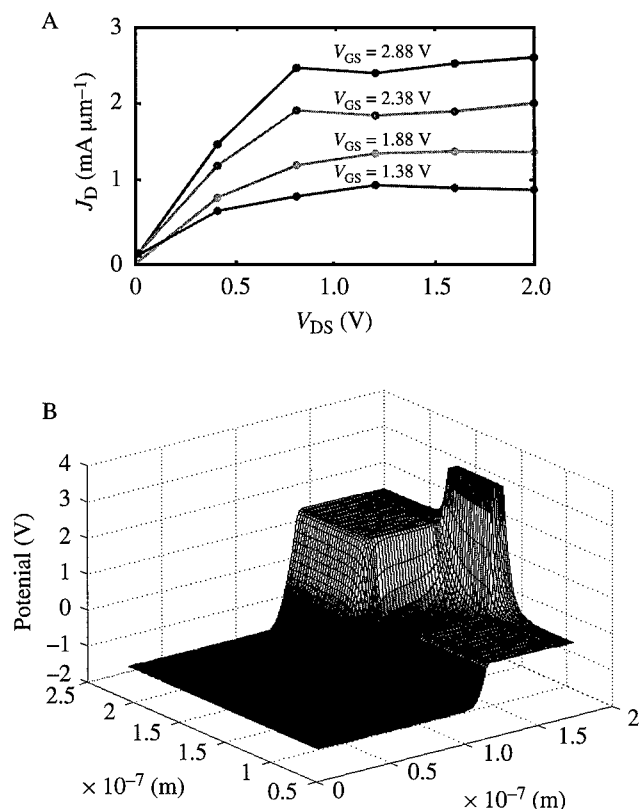 A
3
2
1
0
J_D (mA μm⁻¹)
V_GS = 2.88 V
V_GS = 2.38 V
V_GS = 1.88 V
V_GS = 1.38 V
0 0.5 1.0 1.5 2.0
V_DS (V)
B
4
3
2
1
0
−1
−2
Potenial (V)
2.5 2 1.5 1.5 1 0.5
× 10⁻⁷ (m)
0 0.5 1.0 1.5 2
× 10⁻⁷ (m)